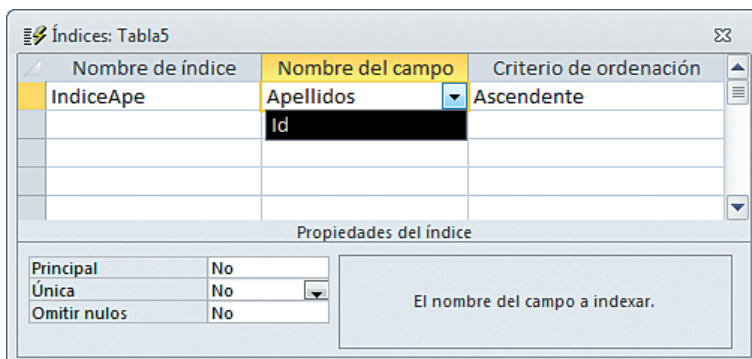 Índices: Tabla5
Nombre de índice Nombre del campo Criterio de ordenación
IndiceApe Apellidos Ascendente
Id
Propiedades del índice
Principal No
Única No
Omitir nulos No
El nombre del campo a indexar.